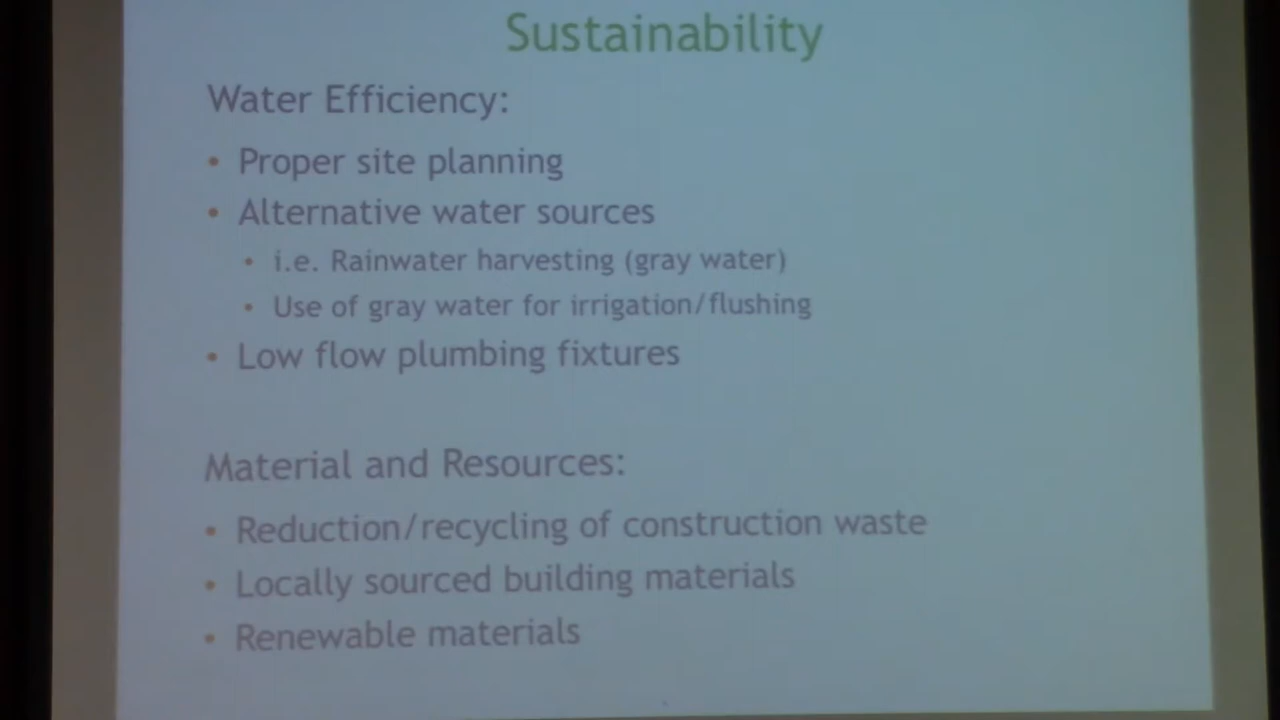 Sustainability
Water Efficiency:
• Proper site planning
• Alternative water sources
• i.e. Rainwater harvesting (gray water)
• Use of gray water for irrigation/flushing
• Low flow plumbing fixtures
Material and Resources:
• Reduction/recycling of construction waste
• Locally sourced building materials
• Renewable materials